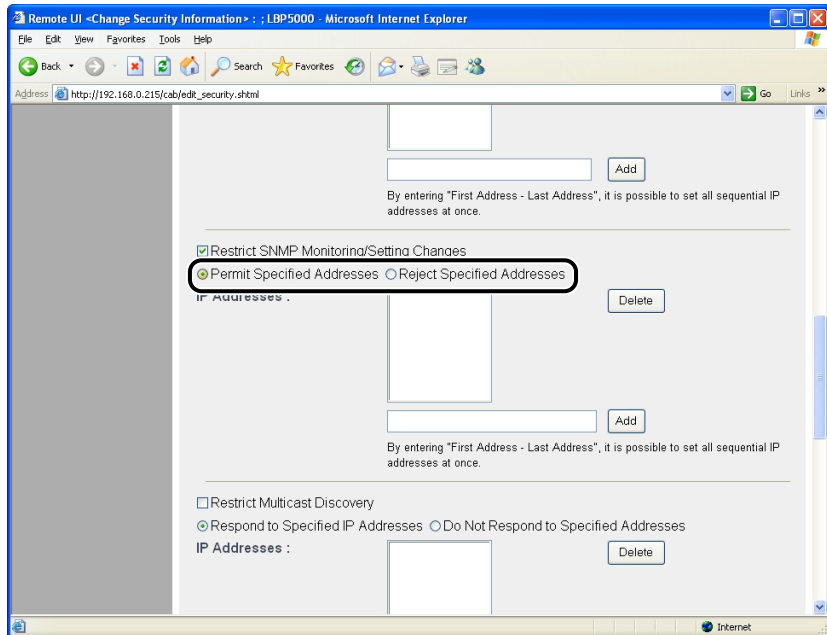 Remote UI <Change Security Information> : ; LBP5000 - Microsoft Internet Explorer
File Edit View Favorites Tools Help
Back Search Favorites
Address http://192.168.0.215/cab/edit_security.shtml Go Links »
Add
By entering "First Address - Last Address", it is possible to set all sequential IP
addresses at once.
Restrict SNMP Monitoring/Setting Changes
Permit Specified Addresses Reject Specified Addresses
IP Addresses :
Delete
Add
By entering "First Address - Last Address", it is possible to set all sequential IP
addresses at once.
Restrict Multicast Discovery
Respond to Specified IP Addresses Do Not Respond to Specified Addresses
IP Addresses :
Delete
Internet